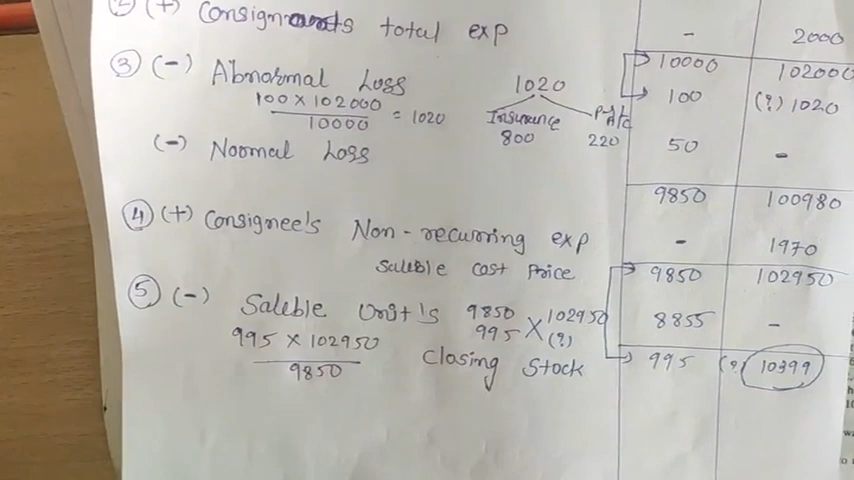 ② (+) Consignments total exp - 2000
③ (-) Abnormal Loss 10000 102000
100 x 102000 / 10000 = 1020 1020 100 (?) 1020
Insurance 800 P-A/c 220
(-) Noomal Loss 50 -
9850 100980
④ (+) Consignee's Non-recurring exp - 1970
Saleble Cost Price 9850 102950
⑤ (-) Saleble Unit's 9850 102950 8855 -
995 x (?)
995 x 102950 / 9850 Closing Stock 995 (?) 10399